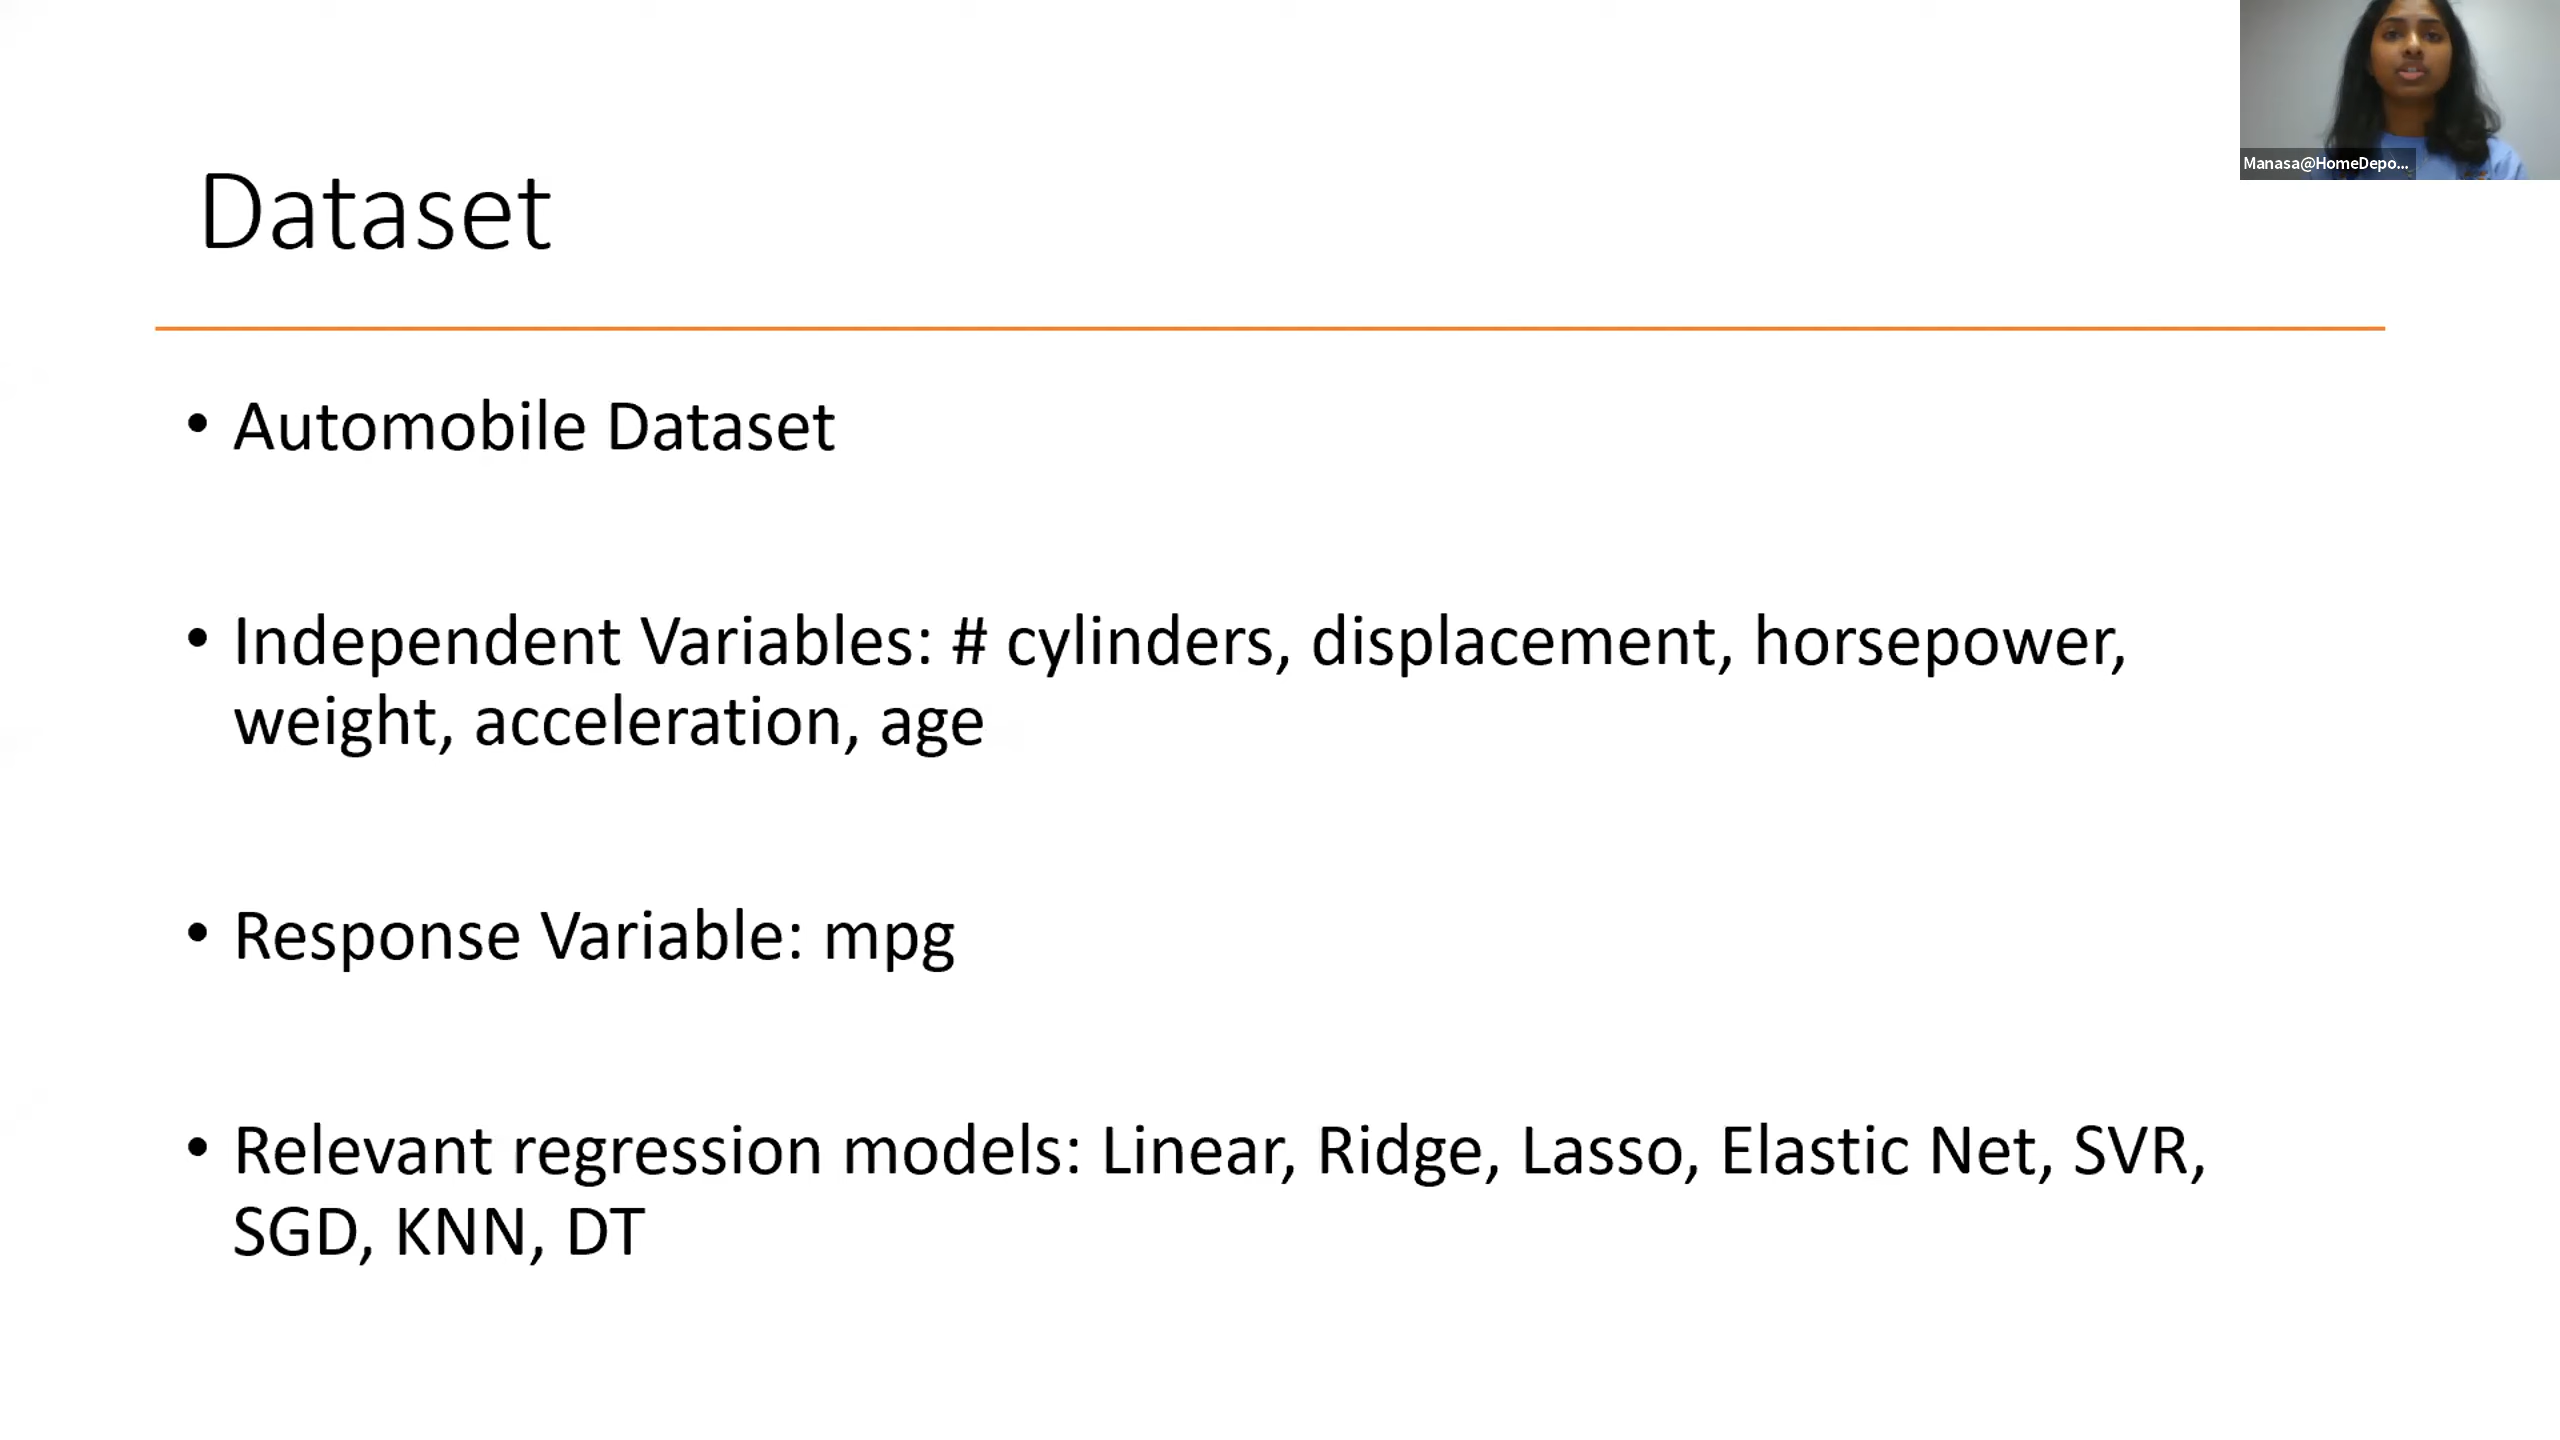 Manasa@HomeDepo...
Dataset
• Automobile Dataset
• Independent Variables: # cylinders, displacement, horsepower,
weight, acceleration, age
• Response Variable: mpg
• Relevant regression models: Linear, Ridge, Lasso, Elastic Net, SVR,
SGD, KNN, DT